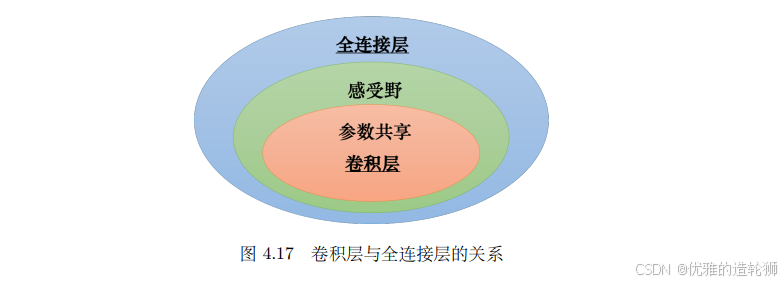 全连接层
感受野
参数共享
卷积层
图 4.17 卷积层与全连接层的关系
CSDN @优雅的造轮狮